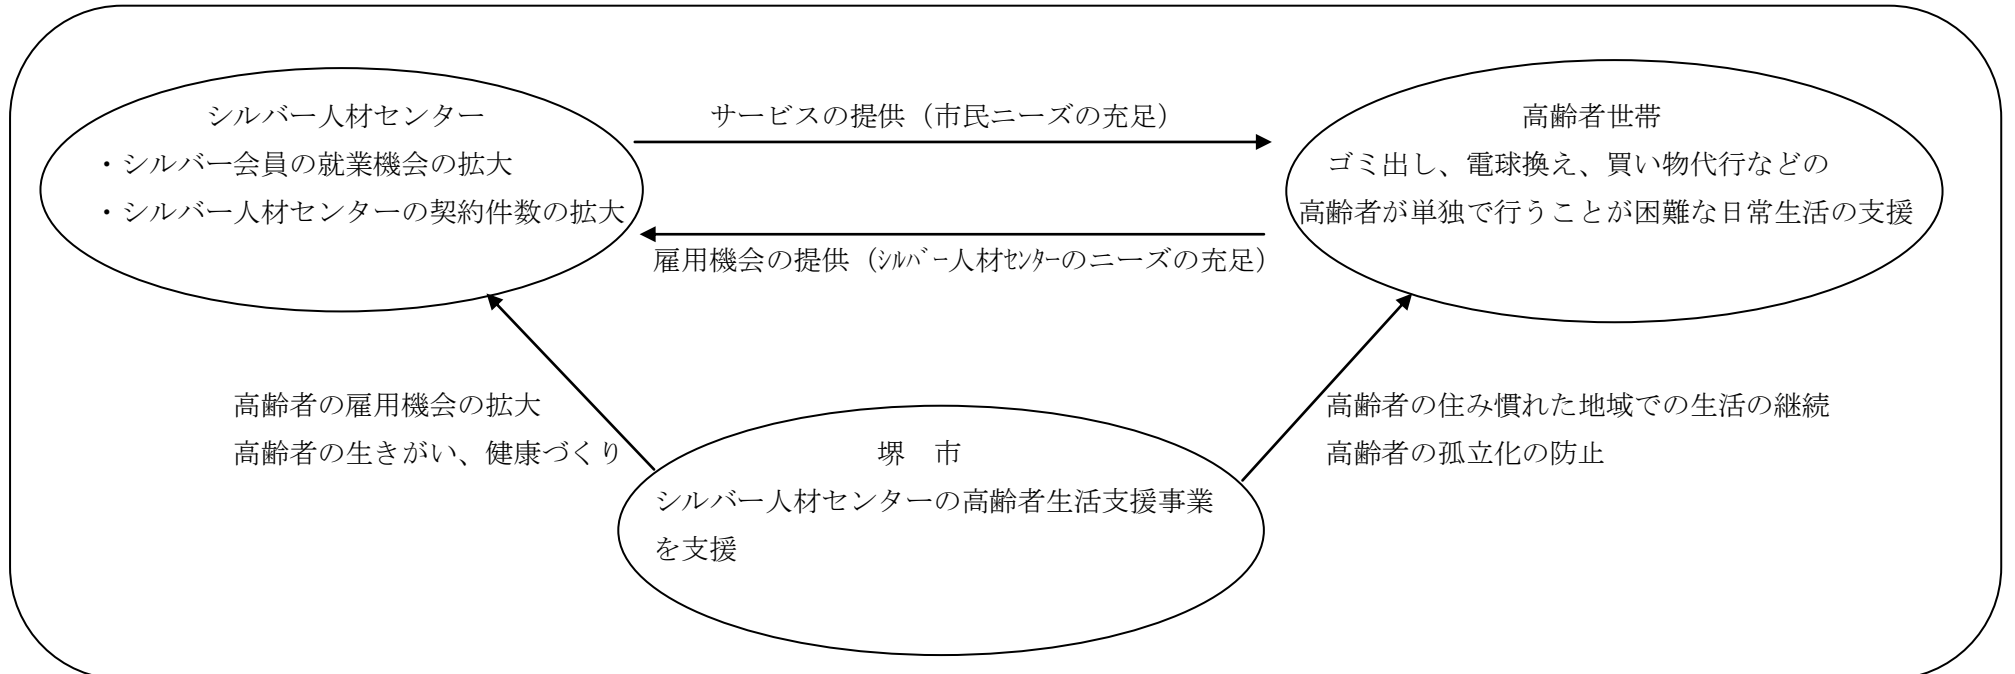 シルバー人材センター
・シルバー会員の就業機会の拡大
・シルバー人材センターの契約件数の拡大
サービスの提供（市民ニーズの充足）
雇用機会の提供（ｼﾙﾊﾞｰ人材ｾﾝﾀｰのニーズの充足）
高齢者世帯
ゴミ出し、電球換え、買い物代行などの
高齢者が単独で行うことが困難な日常生活の支援
高齢者の雇用機会の拡大
高齢者の生きがい、健康づくり
堺　市
シルバー人材センターの高齢者生活支援事業
を支援
高齢者の住み慣れた地域での生活の継続
高齢者の孤立化の防止